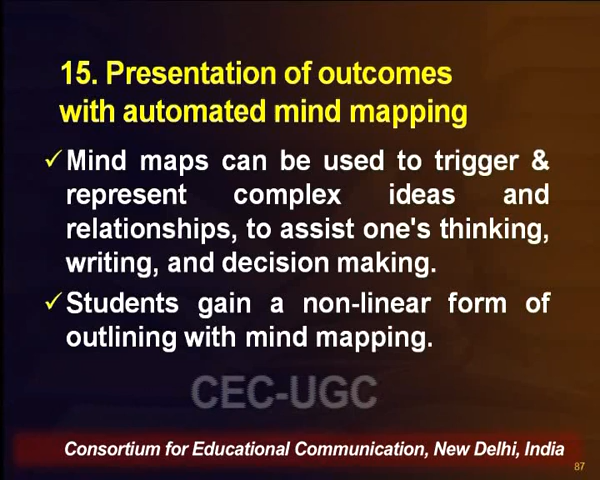 15. Presentation of outcomes
with automated mind mapping
✓Mind maps can be used to trigger &
represent complex ideas and
relationships, to assist one's thinking,
writing, and decision making.
✓Students gain a non-linear form of
outlining with mind mapping.
CEC-UGC
Consortium for Educational Communication, New Delhi, India
87